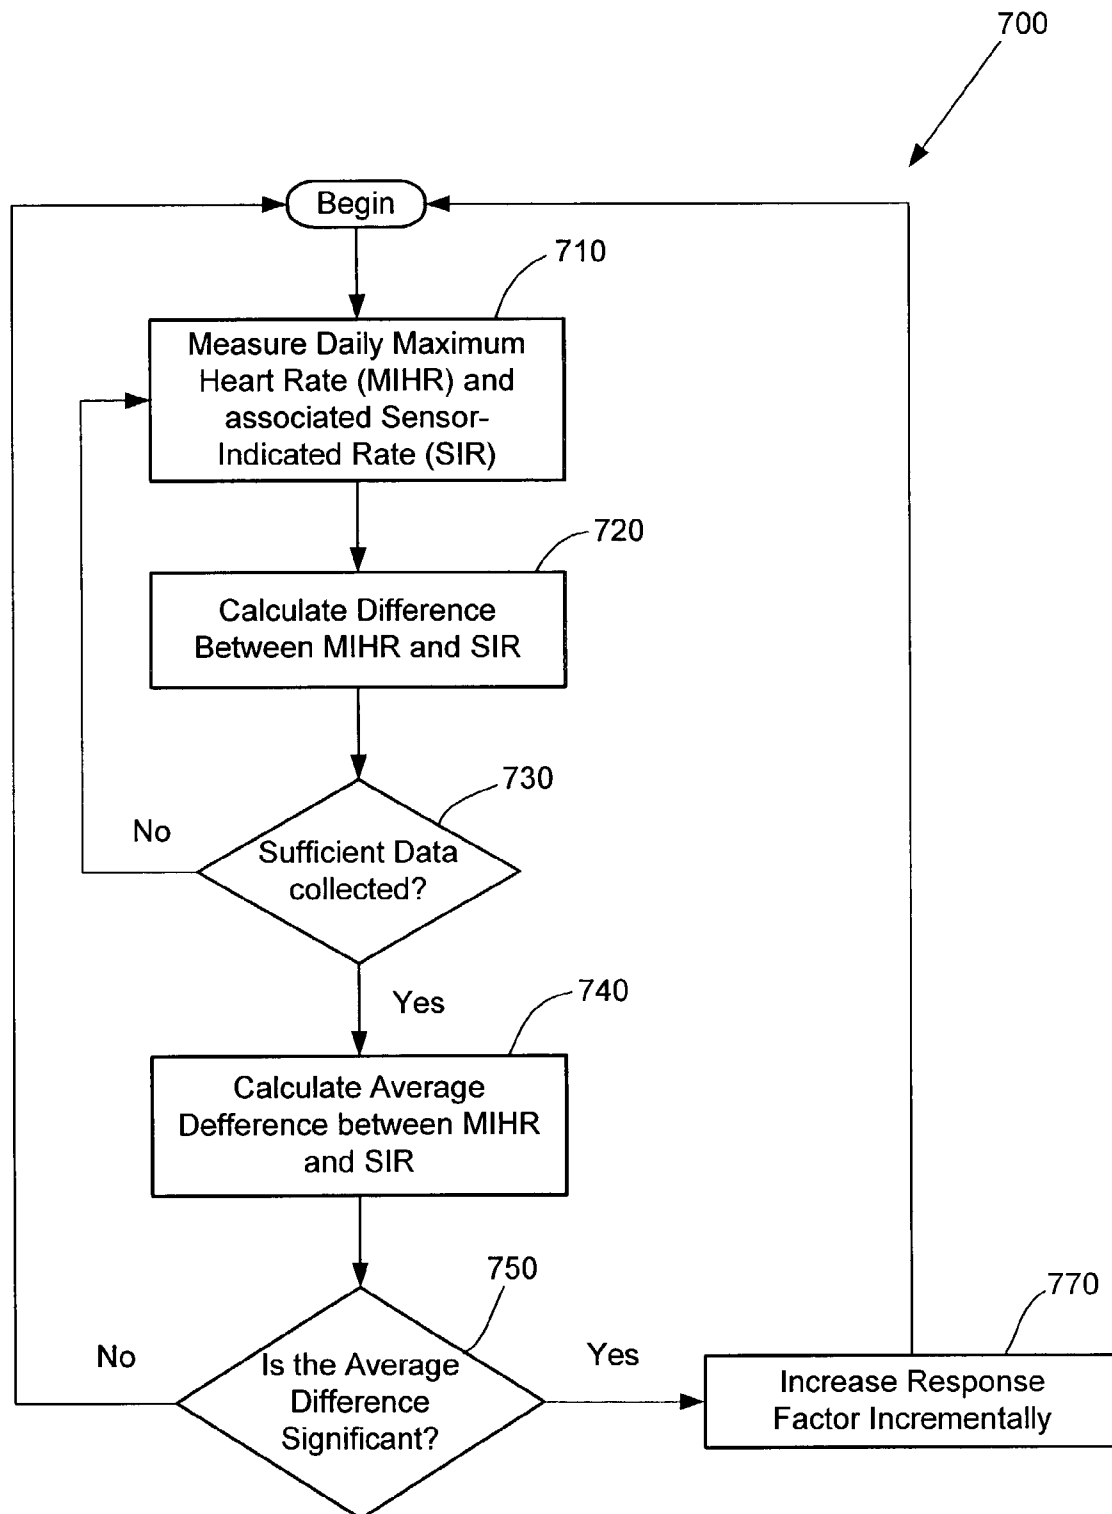 700
Begin
710
Measure Daily Maximum
Heart Rate (MIHR) and
associated Sensor-
Indicated Rate (SIR)
720
Calculate Difference
Between MIHR and SIR
730
No
Sufficient Data
collected?
Yes
740
Calculate Average
Defference between MIHR
and SIR
750
770
No
Is the Average
Difference
Significant?
Yes
Increase Response
Factor Incrementally